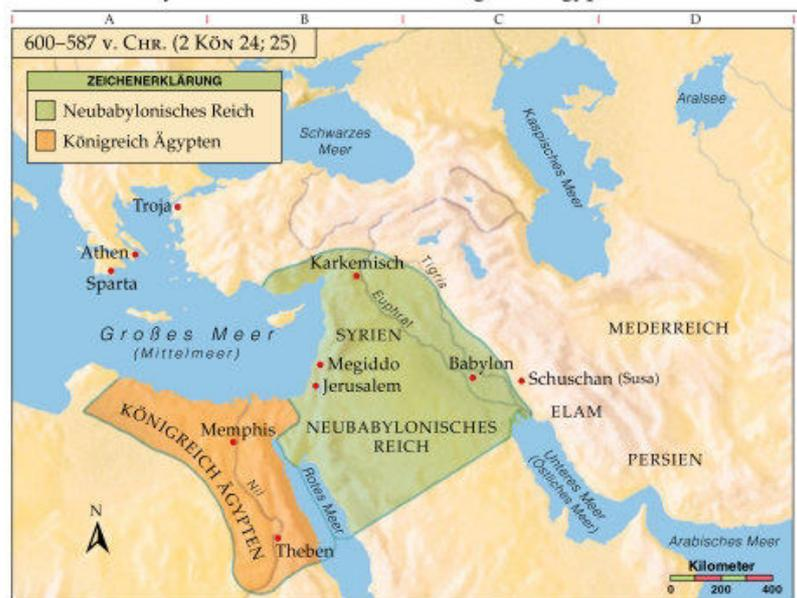 A B C D
600–587 v. Chr. (2 Kön 24; 25)
ZEICHENERKLÄRUNG
Neubabylonisches Reich
Königreich Ägypten
Schwarzes
Meer
Kaspisches Meer
Aralsee
Troja
Athen
Sparta
Karkemisch
Tigris
Euphrat
Großes Meer
(Mittelmeer)
SYRIEN
MEDERREICH
Megiddo
Jerusalem
Babylon
Schuschan (Susa)
ELAM
KÖNIGREICH ÄGYPTEN
Memphis
NEUBABYLONISCHES
REICH
PERSIEN
Nil
Rotes Meer
Unteres Meer
(Östliches Meer)
N
Theben
Arabisches Meer
Kilometer
0 200 400